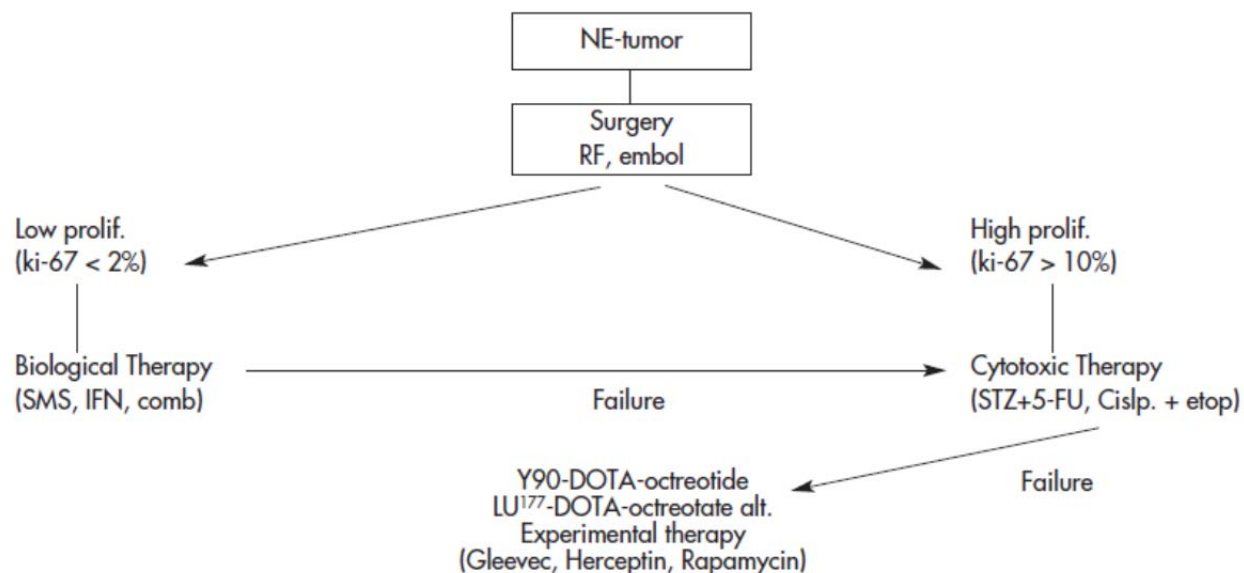 NE-tumor
Surgery
RF, embol
Low prolif.
(ki-67 < 2%)
High prolif.
(ki-67 > 10%)
Biological Therapy
(SMS, IFN, comb)
Failure
Cytotoxic Therapy
(STZ+5-FU, Cislp. + etop)
Failure
Y90-DOTA-octreotide
LU¹⁷⁷-DOTA-octreotate alt.
Experimental therapy
(Gleevec, Herceptin, Rapamycin)